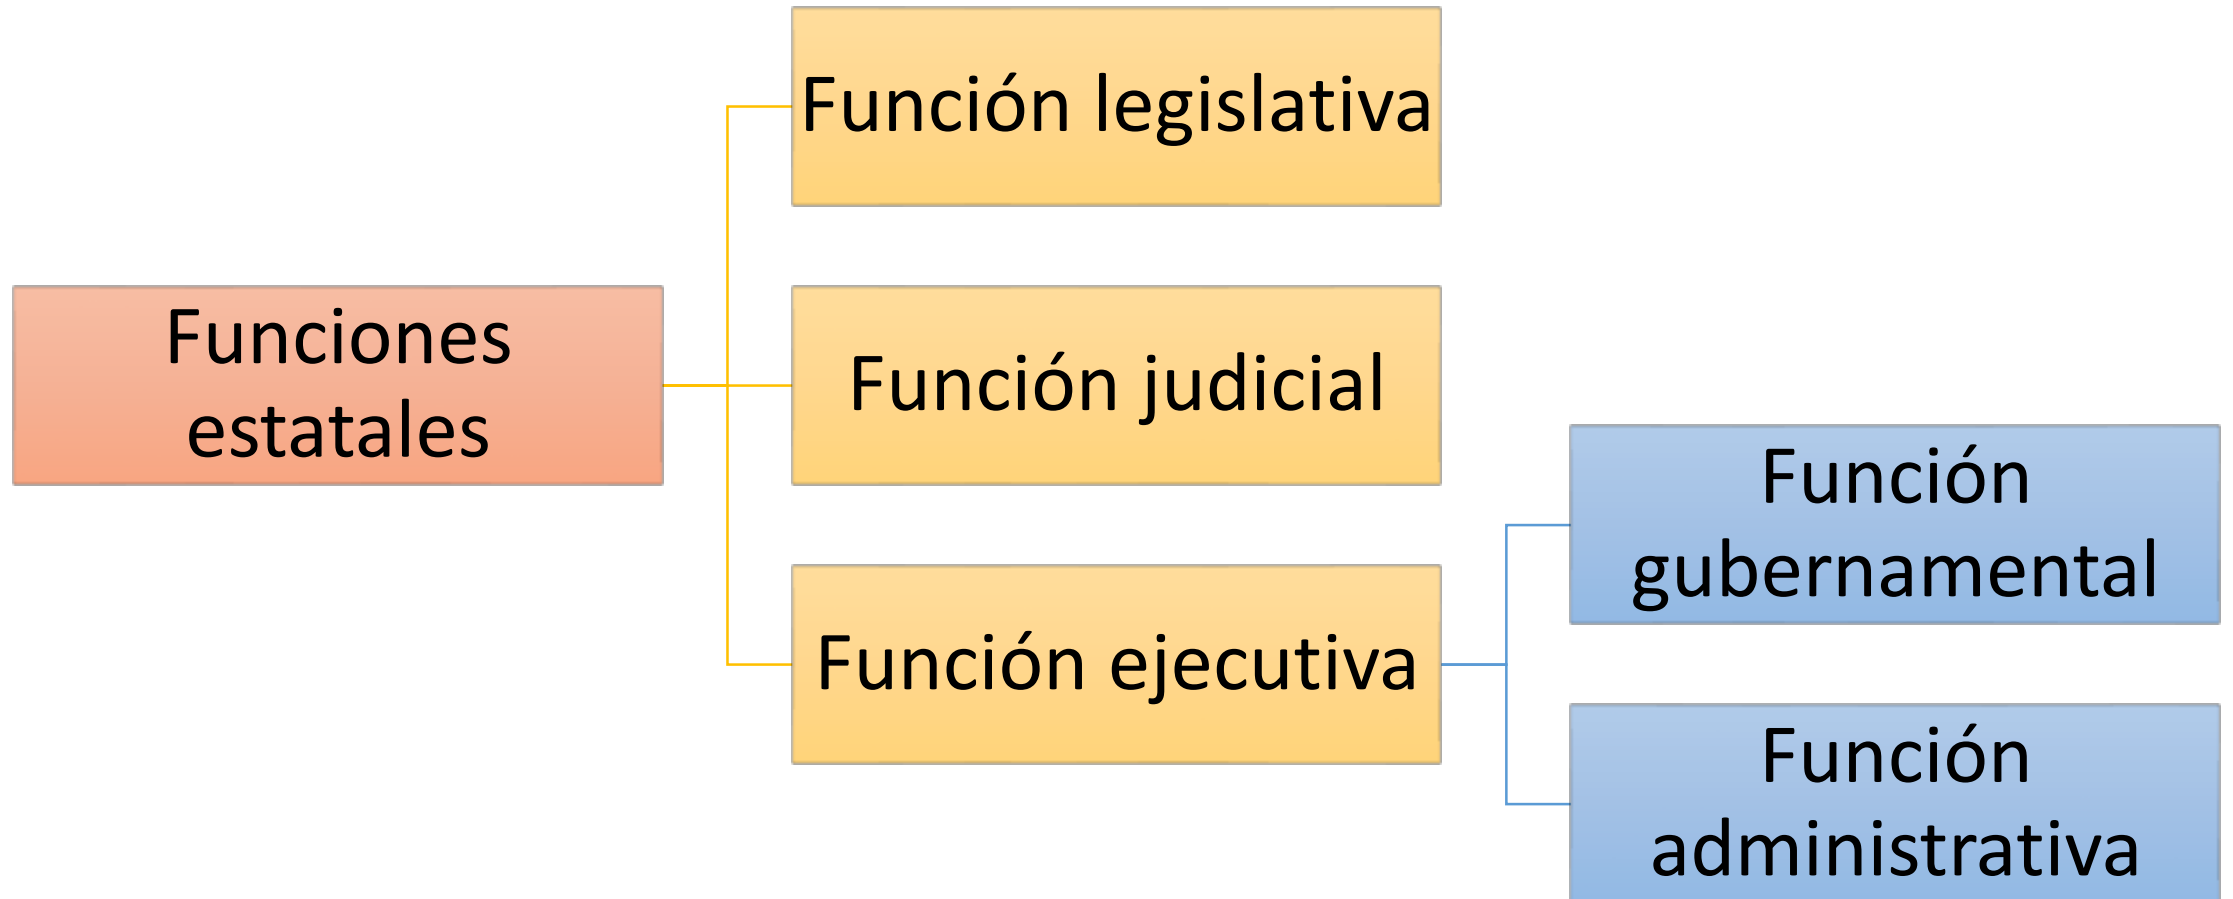 Función legislativa
Funciones
estatales
Función judicial
Función ejecutiva
Función
gubernamental
Función
administrativa